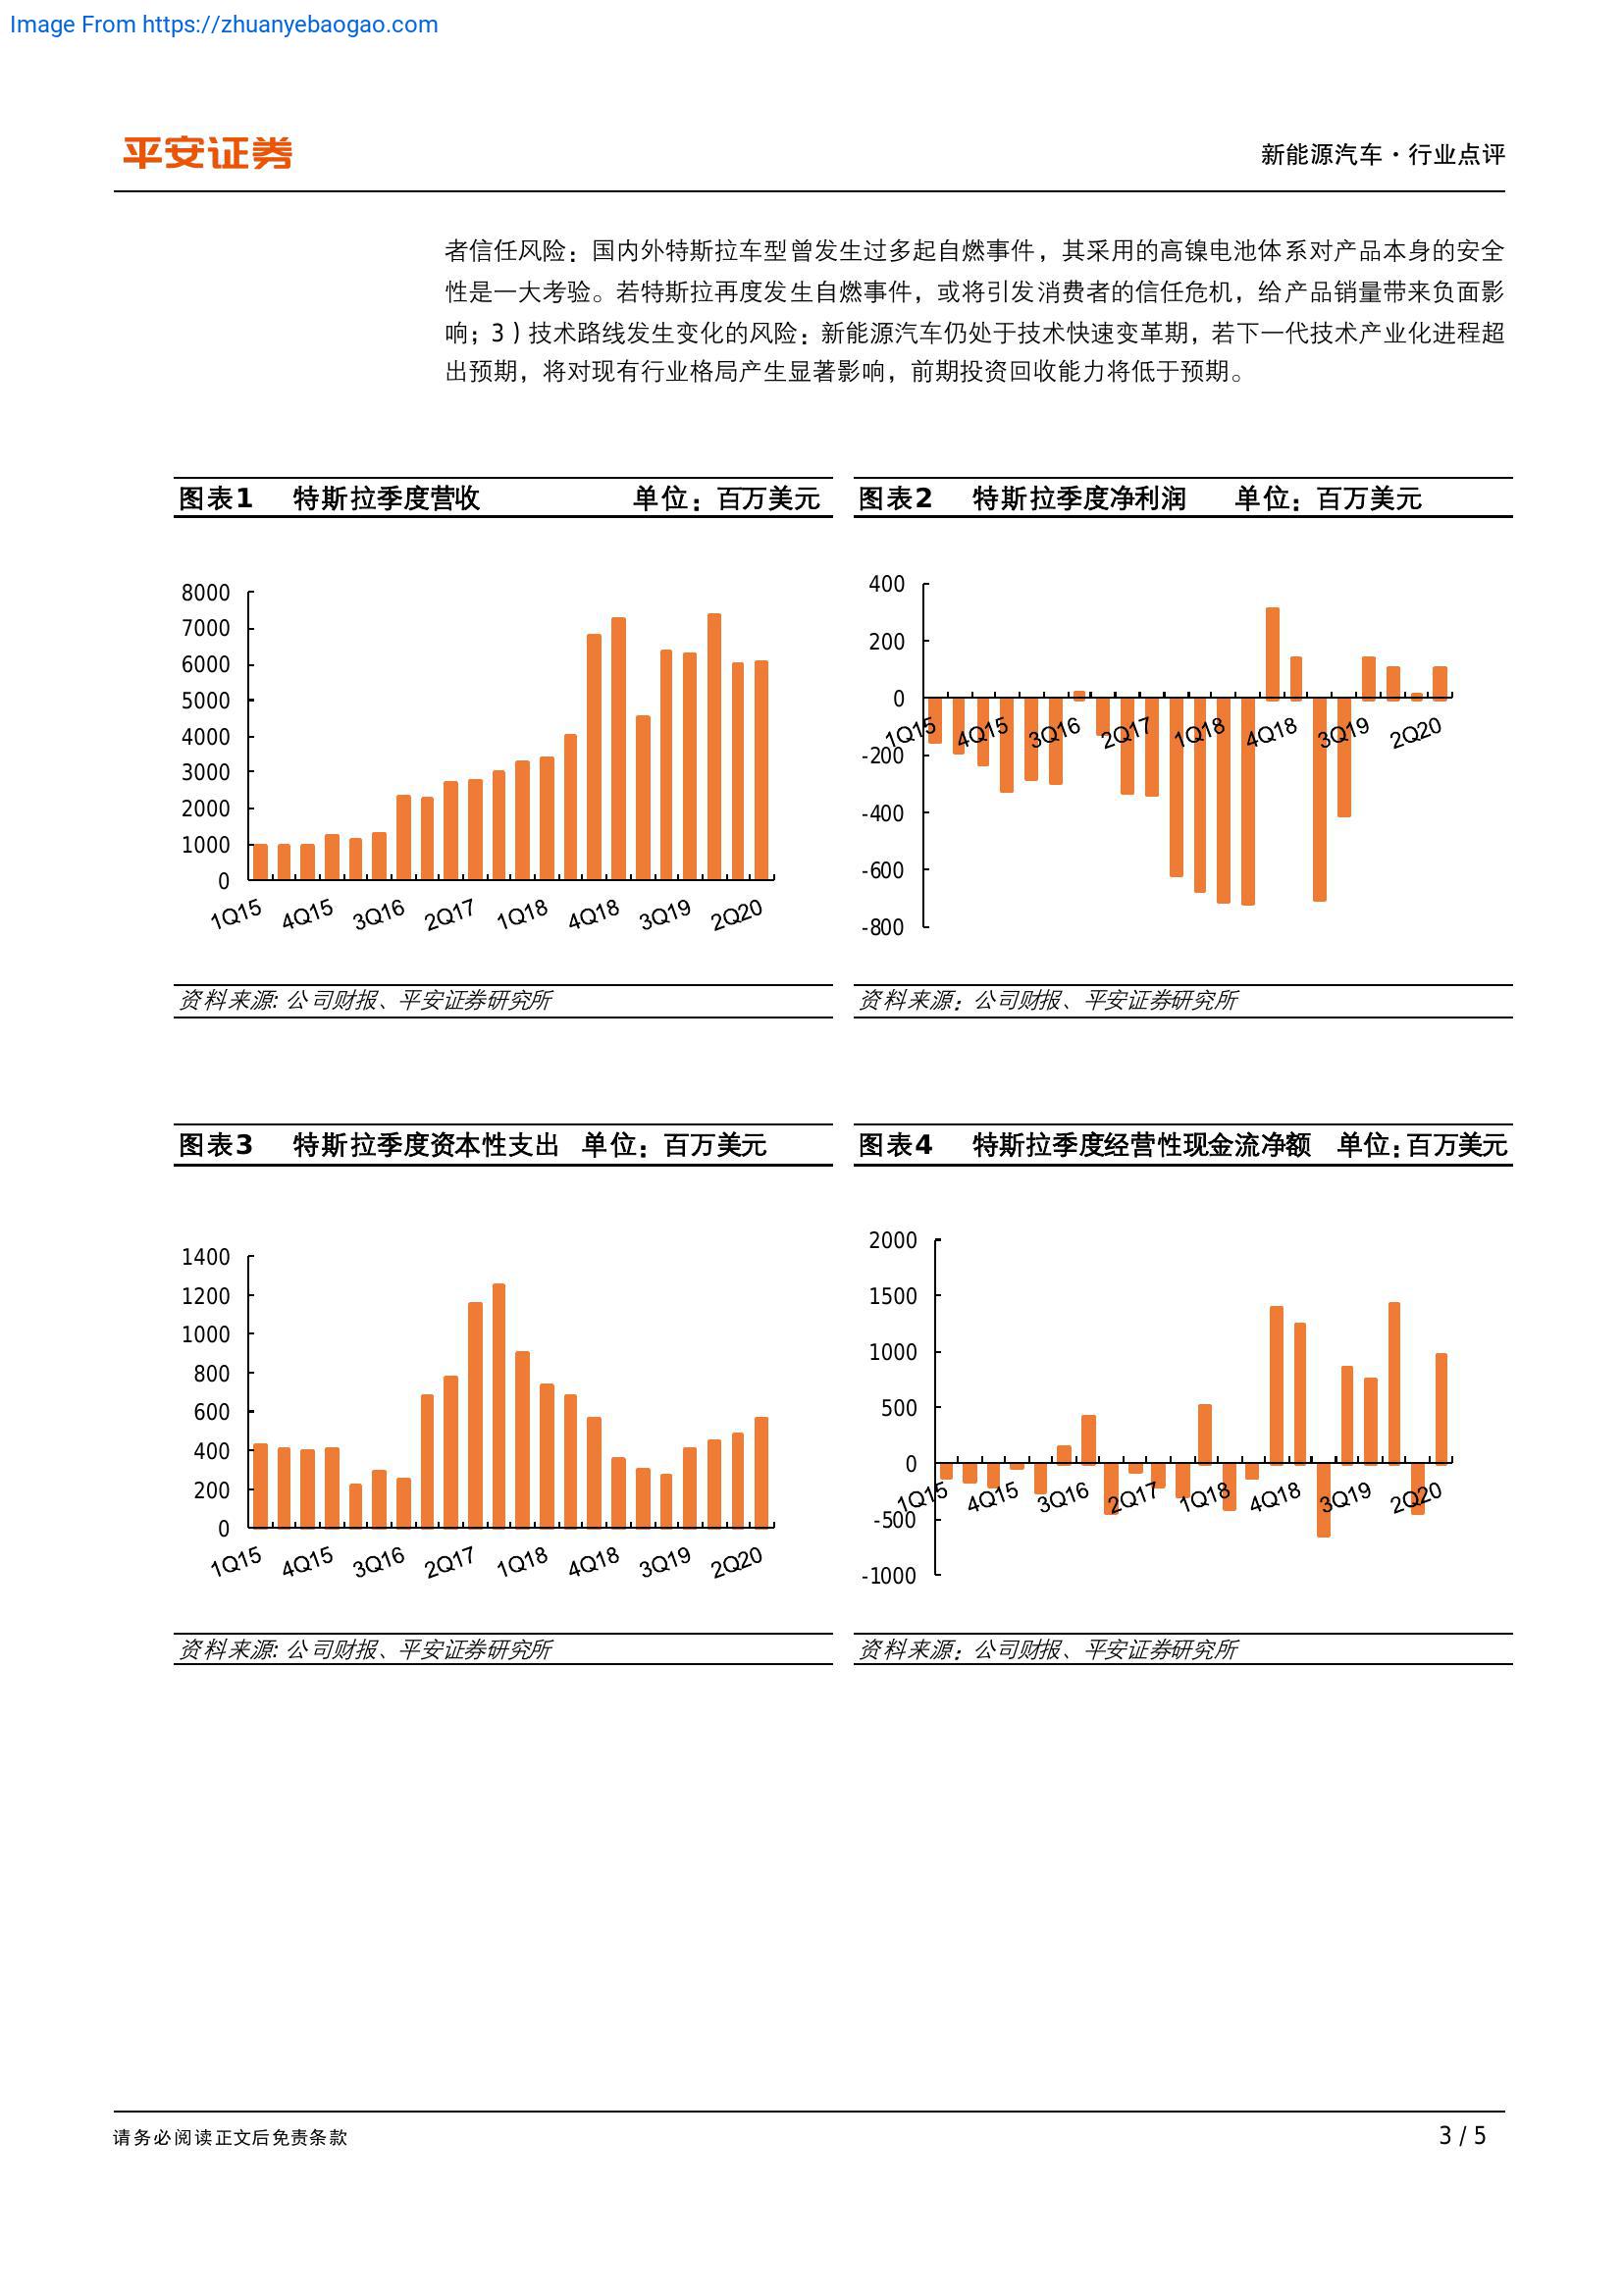 Image From https://zhuanyebaogao.com
平安证券
新能源汽车·行业点评
者信任风险：国内外特斯拉车型曾发生过多起自燃事件，其采用的高镍电池体系对产品本身的安全
性是一大考验。若特斯拉再度发生自燃事件，或将引发消费者的信任危机，给产品销量带来负面影
响；3）技术路线发生变化的风险：新能源汽车仍处于技术快速变革期，若下一代技术产业化进程超
出预期，将对现有行业格局产生显著影响，前期投资回收能力将低于预期。
图表1 特斯拉季度营收 单位：百万美元
8000
7000
6000
5000
4000
3000
2000
1000
0
1Q15 4Q15 3Q16 2Q17 1Q18 4Q18 3Q19 2Q20
资料来源：公司财报、平安证券研究所
图表2 特斯拉季度净利润 单位：百万美元
400
200
0
-200
-400
-600
-800
1Q15 4Q15 3Q16 2Q17 1Q18 4Q18 3Q19 2Q20
资料来源：公司财报、平安证券研究所
图表3 特斯拉季度资本性支出 单位：百万美元
1400
1200
1000
800
600
400
200
0
1Q15 4Q15 3Q16 2Q17 1Q18 4Q18 3Q19 2Q20
资料来源：公司财报、平安证券研究所
图表4 特斯拉季度经营性现金流净额 单位：百万美元
2000
1500
1000
500
0
-500
-1000
1Q15 4Q15 3Q16 2Q17 1Q18 4Q18 3Q19 2Q20
资料来源：公司财报、平安证券研究所
请务必阅读正文后免责条款
3 / 5